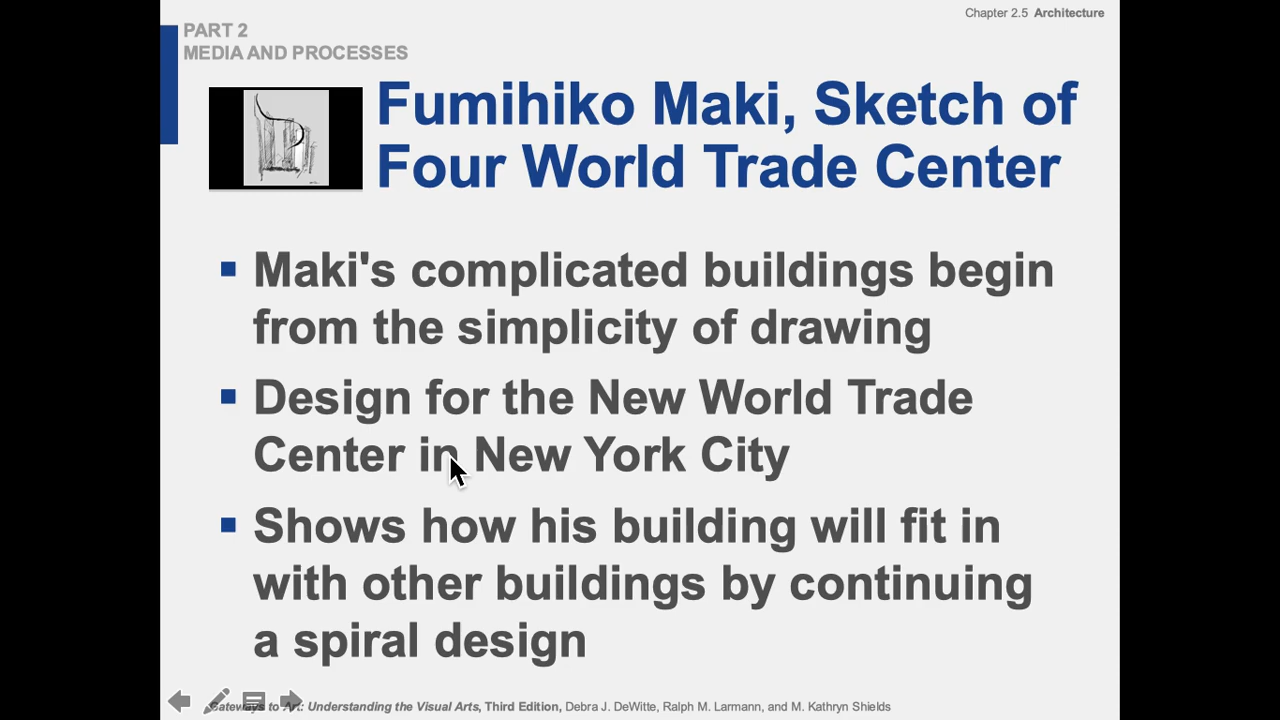 Chapter 2.5 Architecture
PART 2
MEDIA AND PROCESSES
Fumihiko Maki, Sketch of
Four World Trade Center
▪ Maki's complicated buildings begin
from the simplicity of drawing
▪ Design for the New World Trade
Center in New York City
▪ Shows how his building will fit in
with other buildings by continuing
a spiral design
Gateways to Art: Understanding the Visual Arts, Third Edition, Debra J. DeWitte, Ralph M. Larmann, and M. Kathryn Shields